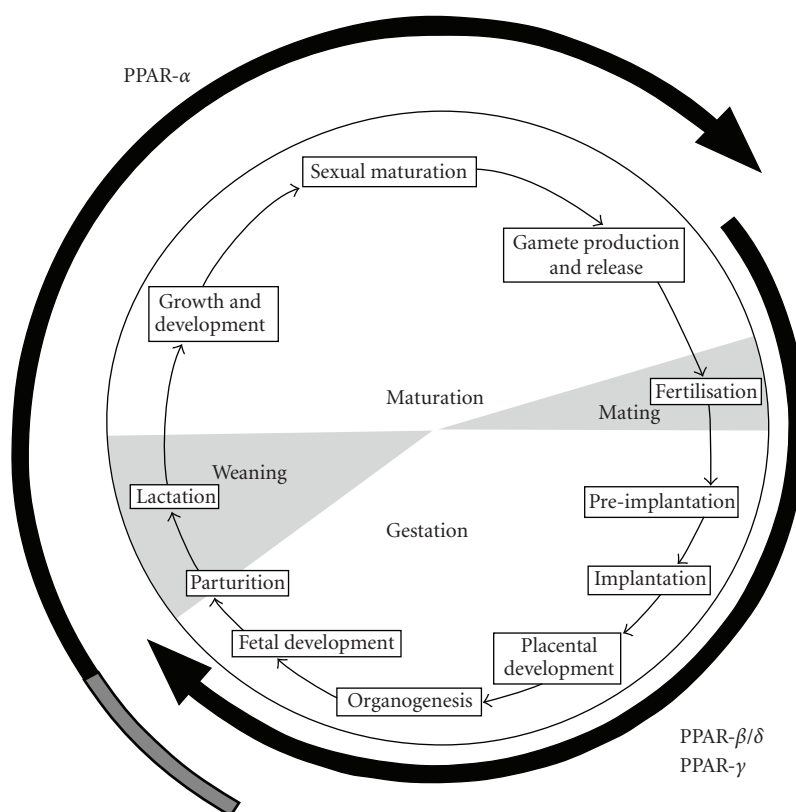 PPAR-α
Sexual maturation
Gamete production
and release
Growth and
development
Fertilisation
Maturation
Mating
Weaning
Lactation
Pre-implantation
Gestation
Implantation
Parturition
Fetal development
Placental
development
Organogenesis
PPAR-β/δ
PPAR-γ